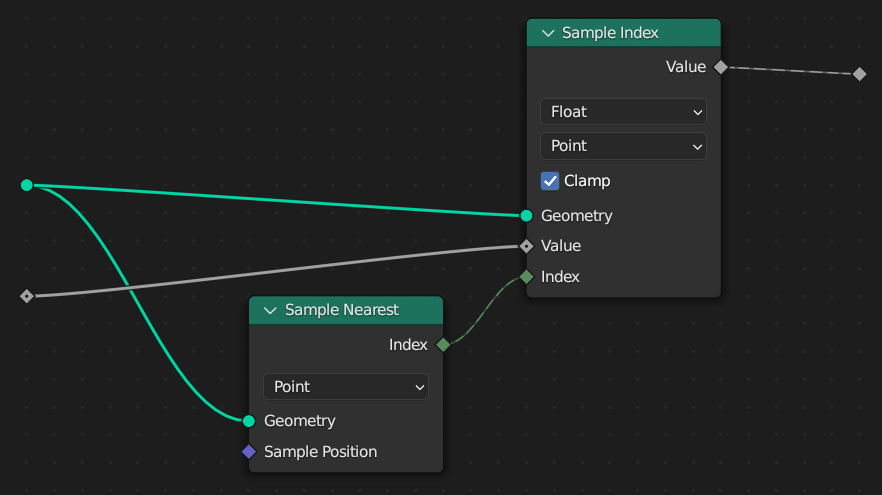 Sample Index
Value
Float
Point
Clamp
Geometry
Value
Index
Sample Nearest
Index
Point
Geometry
Sample Position